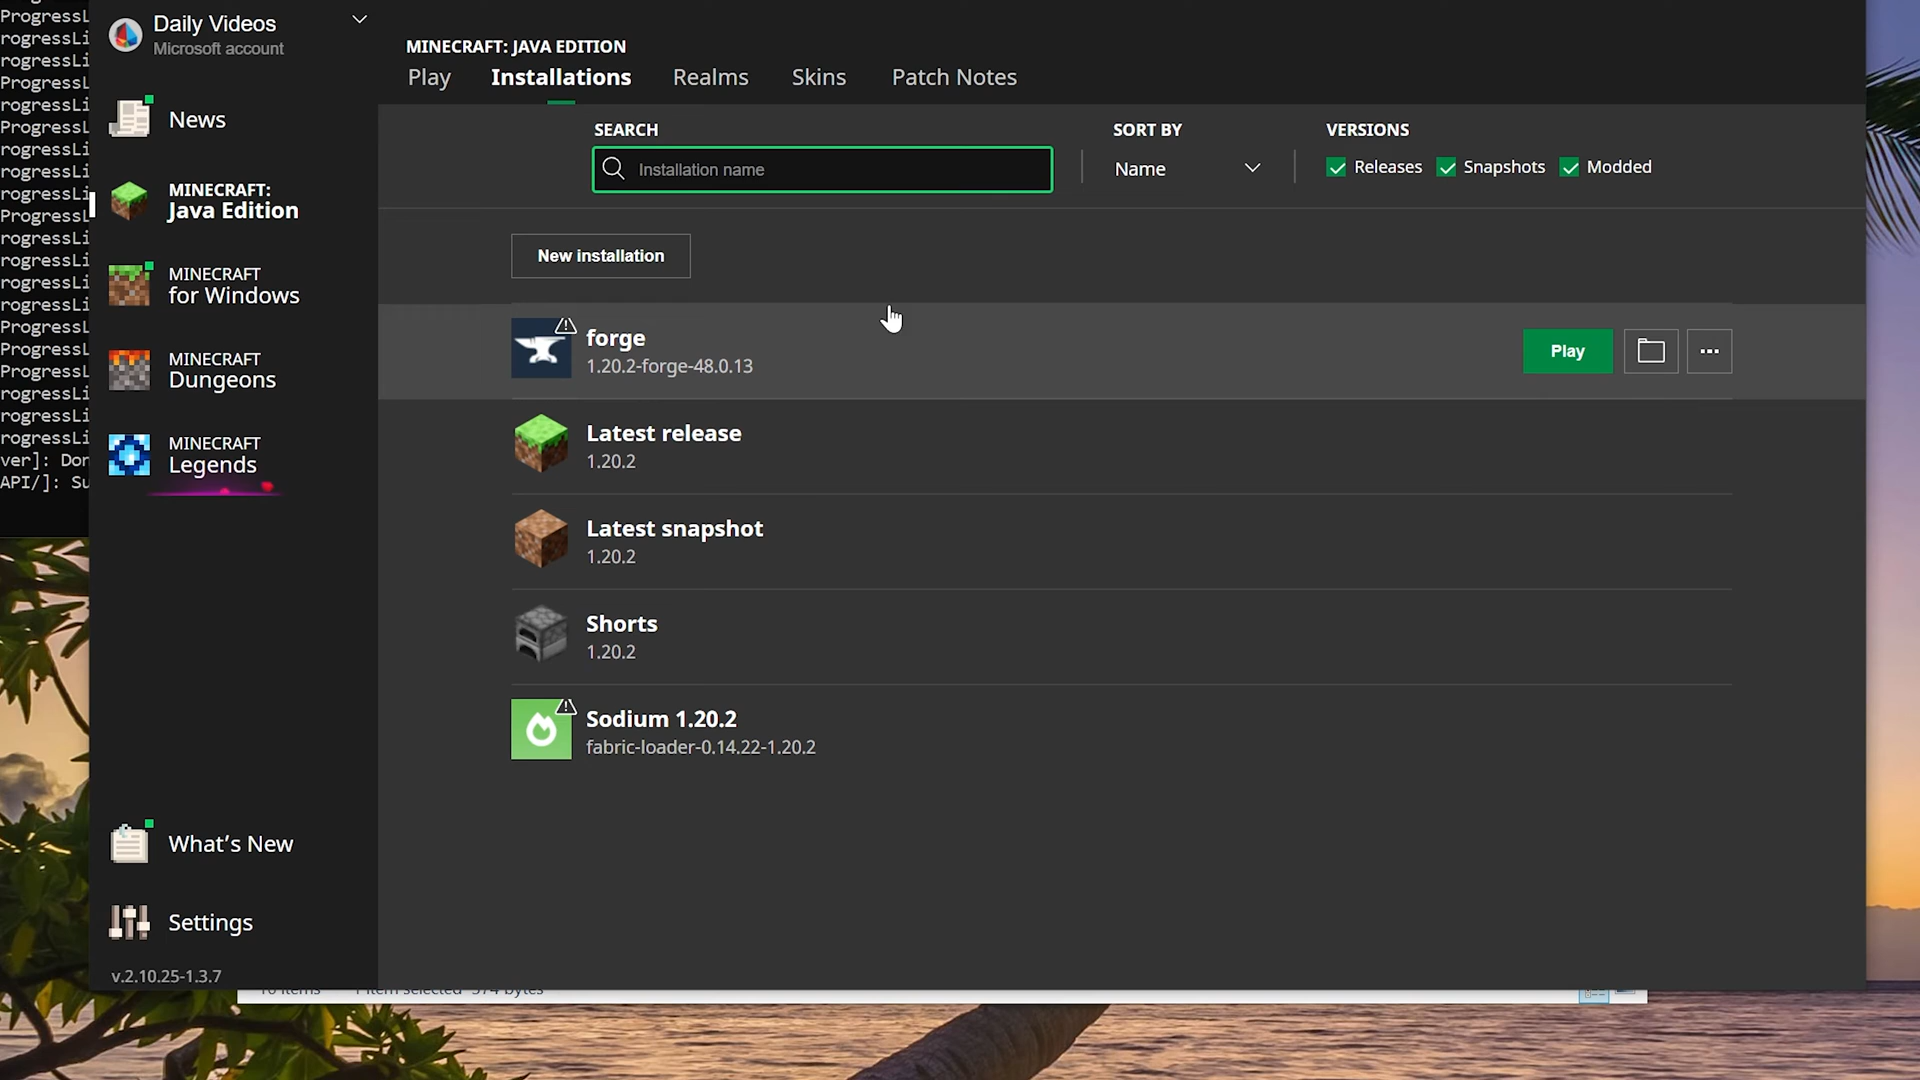 Daily Videos
Microsoft account
News
MINECRAFT:
Java Edition
MINECRAFT
for Windows
MINECRAFT
Dungeons
MINECRAFT
Legends
What's New
Settings
v.2.10.25-1.3.7
MINECRAFT: JAVA EDITION
Play Installations Realms Skins Patch Notes
SEARCH
Installation name
SORT BY
Name
VERSIONS
Releases Snapshots Modded
New installation
forge
1.20.2-forge-48.0.13
Play
Latest release
1.20.2
Latest snapshot
1.20.2
Shorts
1.20.2
Sodium 1.20.2
fabric-loader-0.14.22-1.20.2
ProgressL
rogressLi
rogressLi
ProgressL
rogressLi
ProgressL
rogressLi
rogressLi
rogressLi
ProgressL
rogressLi
rogressLi
rogressLi
rogressLi
ProgressL
ProgressL
ProgressL
rogressLi
rogressLi
rogressLi
ver]: Don
API/]: Su